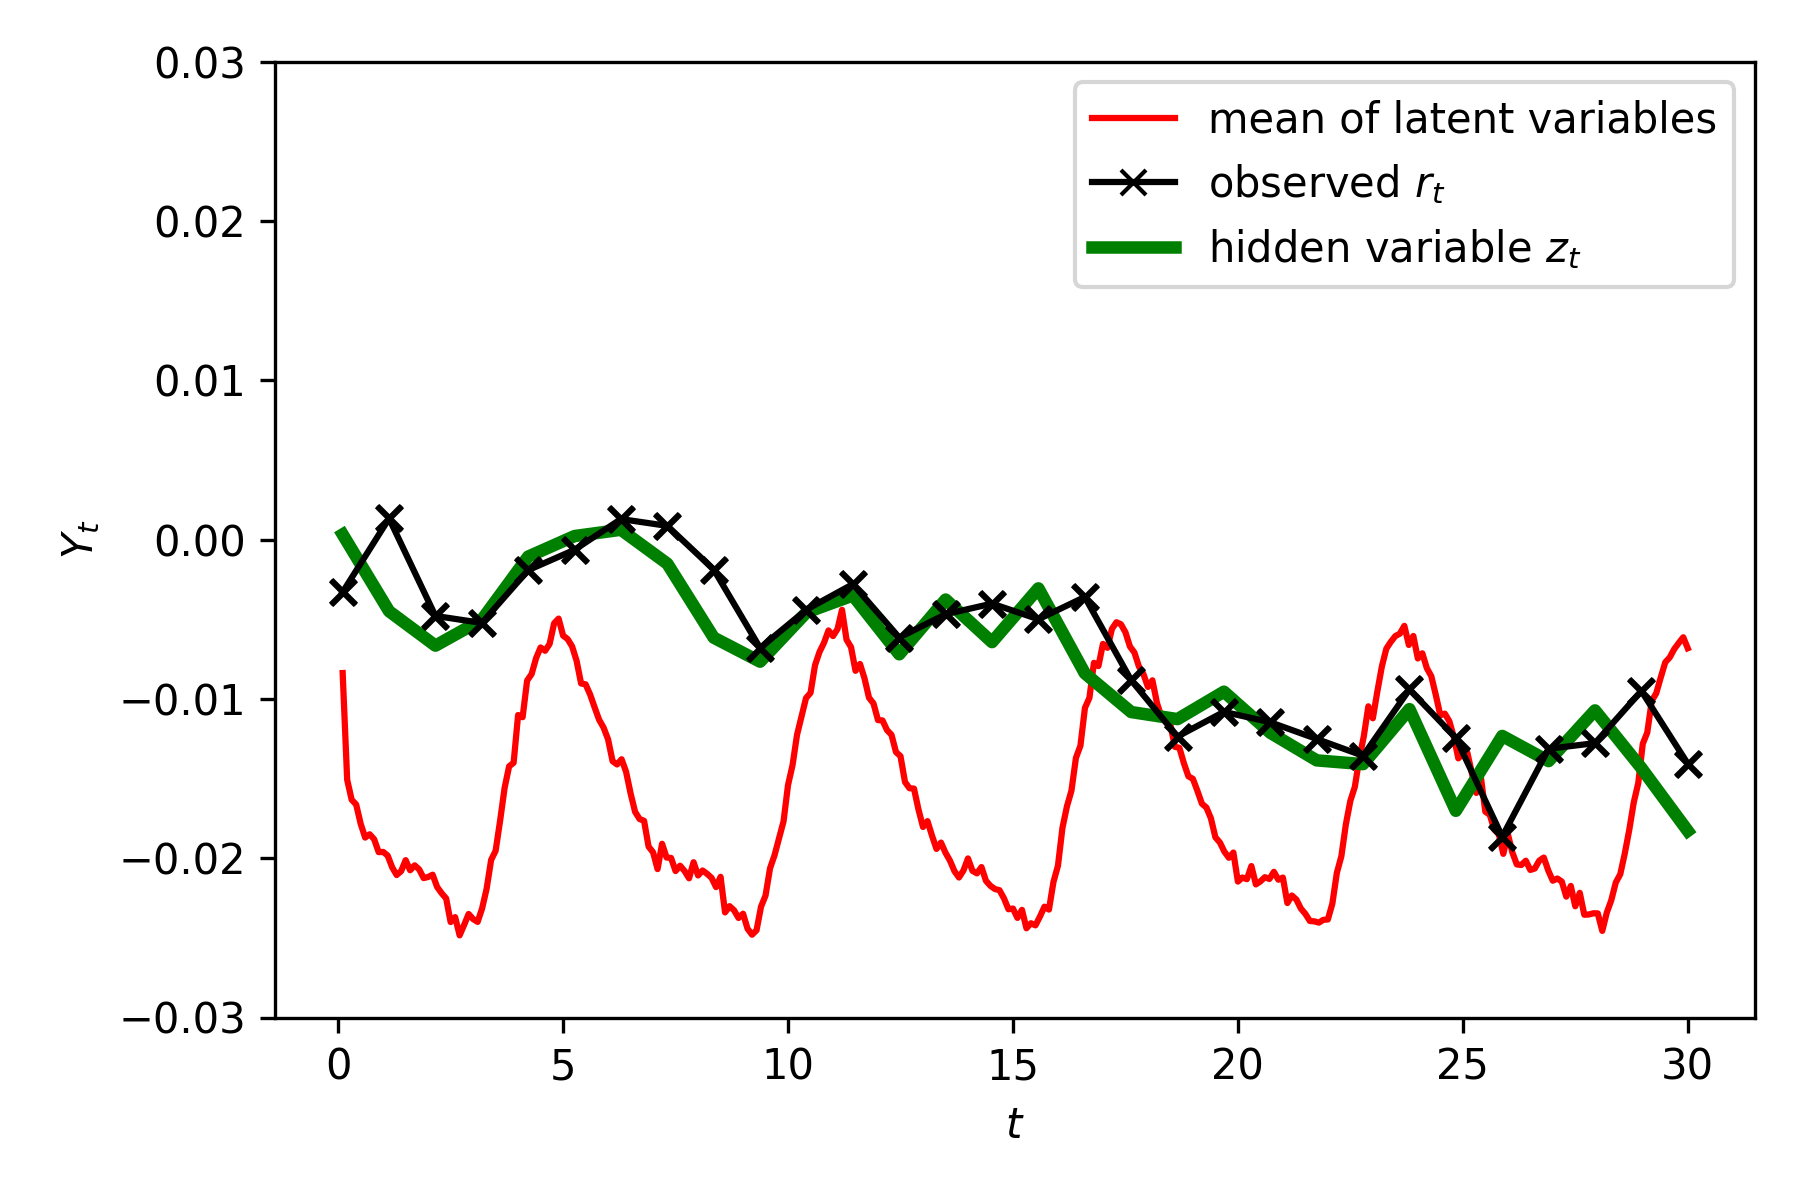 0.03
0.02
0.01
0.00
−0.01
−0.02
−0.03
Y_t
mean of latent variables
observed r_t
hidden variable z_t
0 5 10 15 20 25 30
t